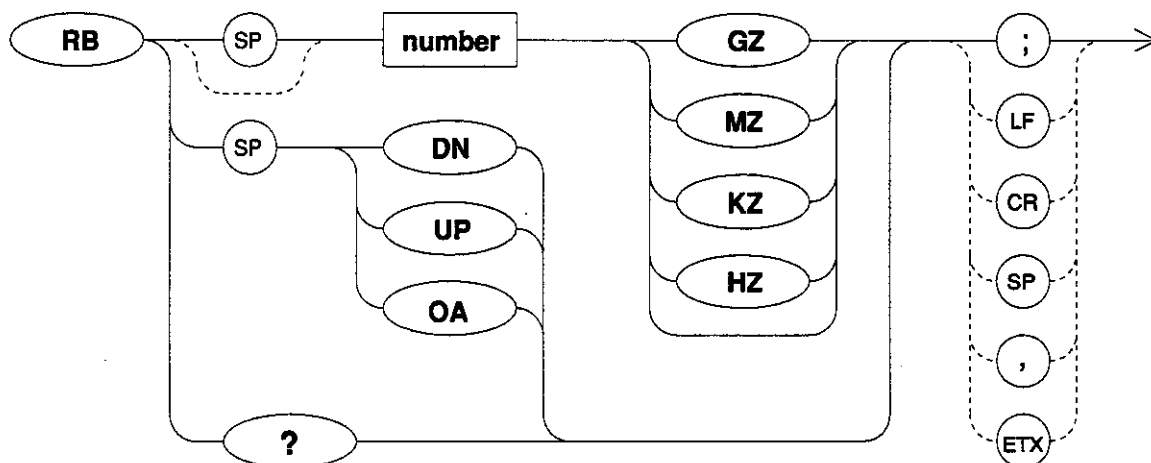 RB SP number GZ ;
MZ LF
SP DN
UP KZ CR
OA HZ SP
,
? ETX